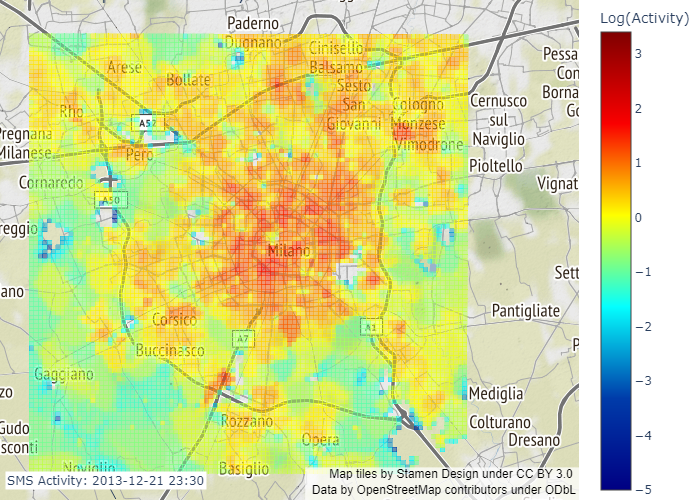 Log(Activity)
Paderno
Dugnano
Cinisello
Balsamo
Arese
Bollate
Sesto
San
Giovanni
Pessa
Con
Borna
Go
Rho
Cologno
Monzese
Cernusco
sul
Naviglio
A52
Pregnana
Milanese
Pero
Vimodrone
Pioltello
Cornaredo
Vignat
A50
reggio
Milano
Sett
ano
Pantigliate
Corsico
A1
A7
Buccinasco
P
Gaggiano
zo
Mediglia
Rozzano
Colturano
Gudo
sconti
Opera
Dresano
Noviglio
Basiglio
3
2
1
0
−1
−2
−3
−4
−5
SMS Activity: 2013-12-21 23:30
Map tiles by Stamen Design under CC BY 3.0
Data by OpenStreetMap contributors under ODbL